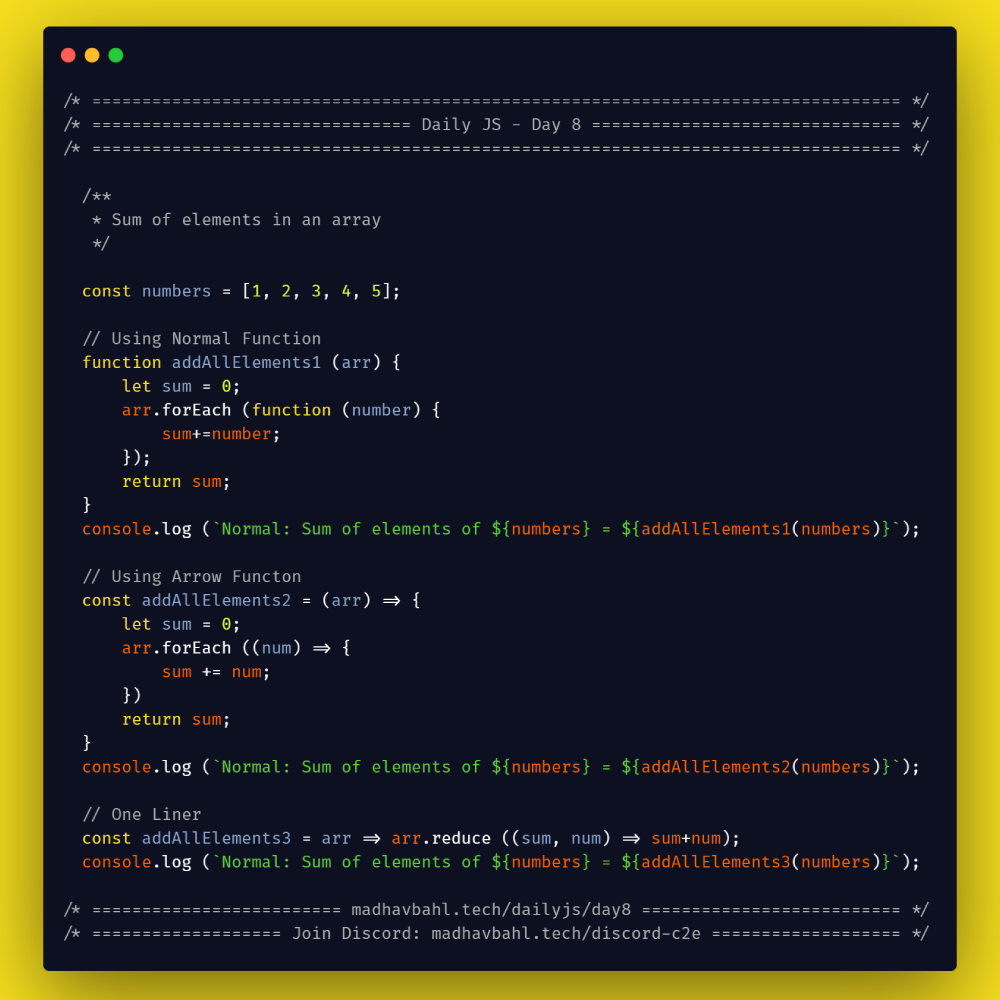 /* ================================================================================= */
/* ================================ Daily JS - Day 8 =============================== */
/* ================================================================================= */
/**
 * Sum of elements in an array
 */
const numbers = [1, 2, 3, 4, 5];
// Using Normal Function
function addAllElements1 (arr) {
    let sum = 0;
    arr.forEach (function (number) {
        sum+=number;
    });
    return sum;
}
console.log (`Normal: Sum of elements of ${numbers} = ${addAllElements1(numbers)}`);
// Using Arrow Functon
const addAllElements2 = (arr) => {
    let sum = 0;
    arr.forEach ((num) => {
        sum += num;
    })
    return sum;
}
console.log (`Normal: Sum of elements of ${numbers} = ${addAllElements2(numbers)}`);
// One Liner
const addAllElements3 = arr => arr.reduce ((sum, num) => sum+num);
console.log (`Normal: Sum of elements of ${numbers} = ${addAllElements3(numbers)}`);
/* ========================= madhavbahl.tech/dailyjs/day8 ========================== */
/* =================== Join Discord: madhavbahl.tech/discord-c2e =================== */